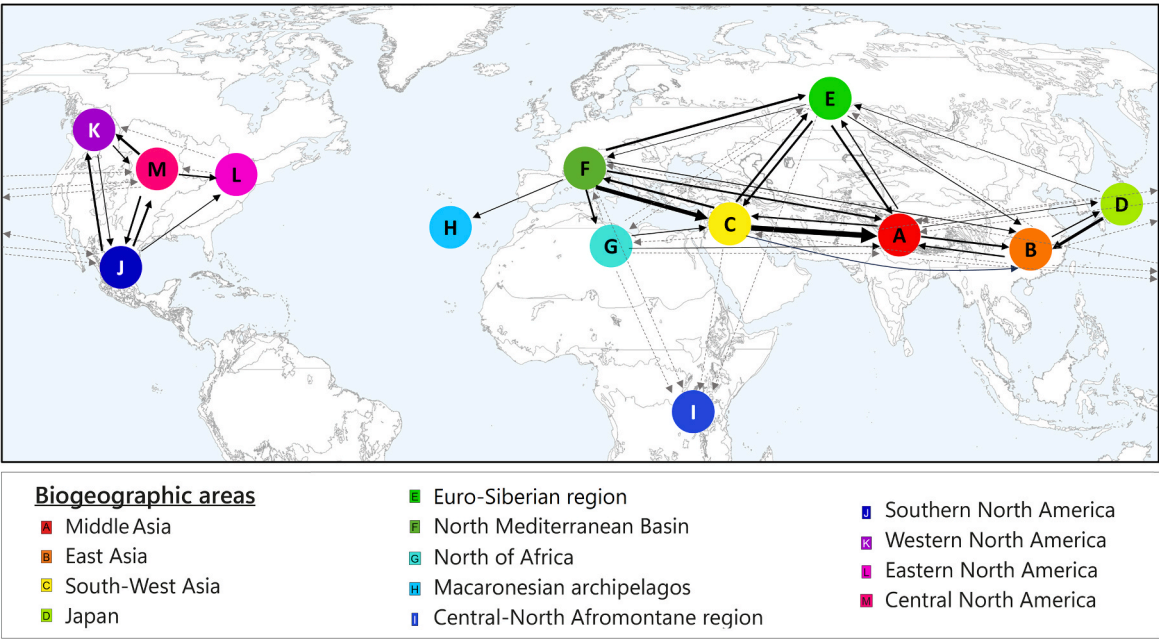 E
K
M
L
F
D
H
G
C
A
B
J
I
Biogeographic areas
A Middle Asia
B East Asia
C South-West Asia
D Japan
E Euro-Siberian region
F North Mediterranean Basin
G North of Africa
H Macaronesian archipelagos
I Central-North Afromontane region
J Southern North America
K Western North America
L Eastern North America
M Central North America